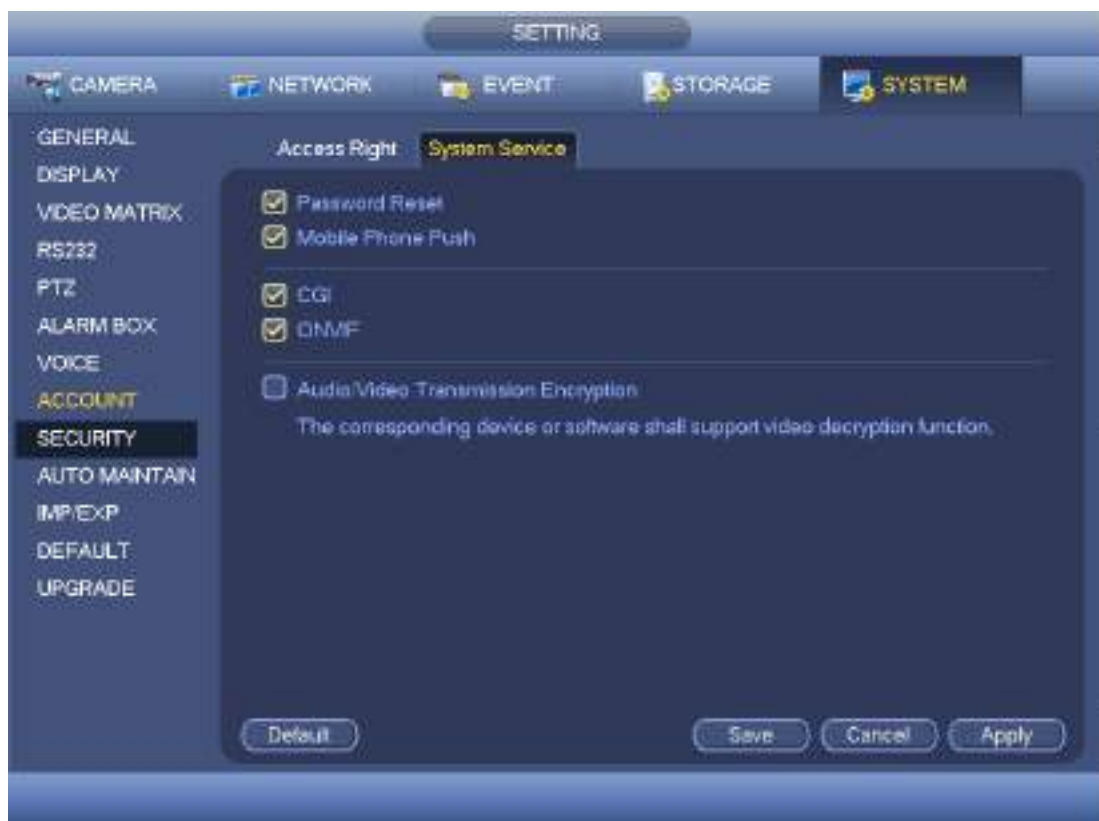 SETTING
CAMERA NETWORK EVENT STORAGE SYSTEM
GENERAL
DISPLAY
VIDEO MATRIX
RS232
PTZ
ALARM BOX
VOICE
ACCOUNT
SECURITY
AUTO MAINTAIN
IMP/EXP
DEFAULT
UPGRADE
Access Right System Service
Password Reset
Mobile Phone Push
CGI
ONVIF
Audio/Video Transmission Encryption
The corresponding device or software shall support video decryption function.
Default Save Cancel Apply